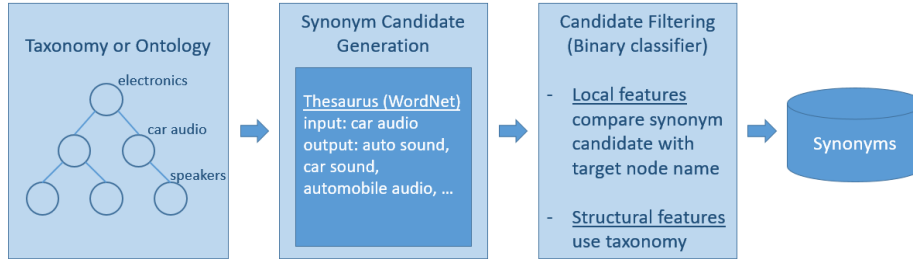 Taxonomy or Ontology
electronics
car audio
speakers
Synonym Candidate
Generation
Thesaurus (WordNet)
input: car audio
output: auto sound,
car sound,
automobile audio, ...
Candidate Filtering
(Binary classifier)
- Local features
compare synonym
candidate with
target node name
- Structural features
use taxonomy
Synonyms